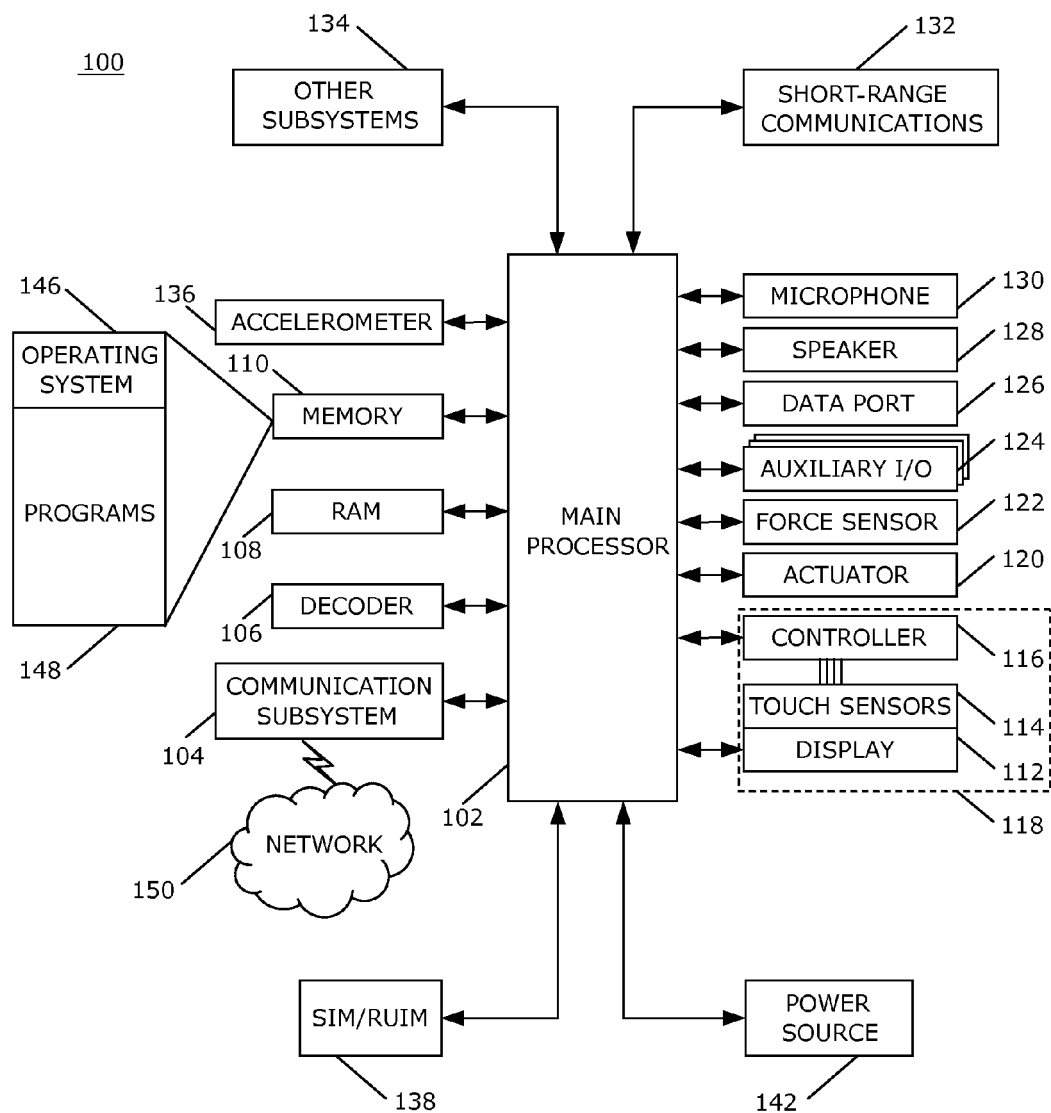 134
132
100
OTHER
SUBSYSTEMS
SHORT-RANGE
COMMUNICATIONS
146
136
ACCELEROMETER
OPERATING
SYSTEM
110
MEMORY
PROGRAMS
RAM
108
DECODER
106
148
COMMUNICATION
SUBSYSTEM
104
NETWORK
150
MAIN
PROCESSOR
102
MICROPHONE
130
SPEAKER
128
DATA PORT
126
AUXILIARY I/O
124
FORCE SENSOR
122
ACTUATOR
120
CONTROLLER
116
TOUCH SENSORS
114
DISPLAY
112
118
SIM/RUIM
138
POWER
SOURCE
142